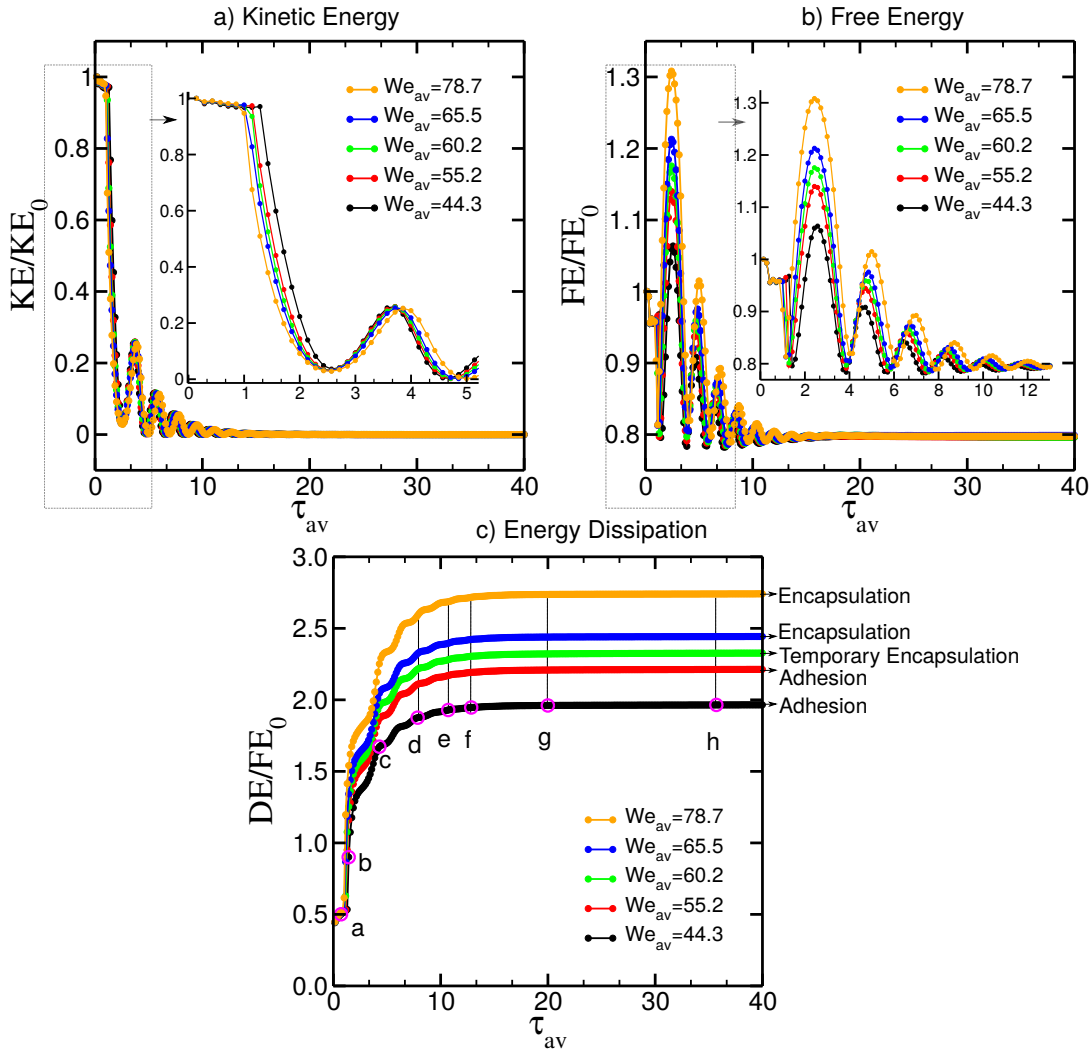 a) Kinetic Energy
KE/KE0
1
0.8
0.6
0.4
0.2
0
0 10 20 30 40
τav
Weav=78.7
Weav=65.5
Weav=60.2
Weav=55.2
Weav=44.3
1
0.8
0.6
0.4
0.2
0
0 1 2 3 4 5
b) Free Energy
FE/FE0
1.3
1.2
1.1
1
0.9
0.8
0 10 20 30 40
τav
Weav=78.7
Weav=65.5
Weav=60.2
Weav=55.2
Weav=44.3
1.3
1.2
1.1
1
0.9
0.8
0 2 4 6 8 10 12
c) Energy Dissipation
DE/FE0
3.0
2.5
2.0
1.5
1.0
0.5
0.0
0 10 20 30 40
τav
Encapsulation
Encapsulation
Temporary Encapsulation
Adhesion
Adhesion
a
b
c
d
e
f
g
h
Weav=78.7
Weav=65.5
Weav=60.2
Weav=55.2
Weav=44.3